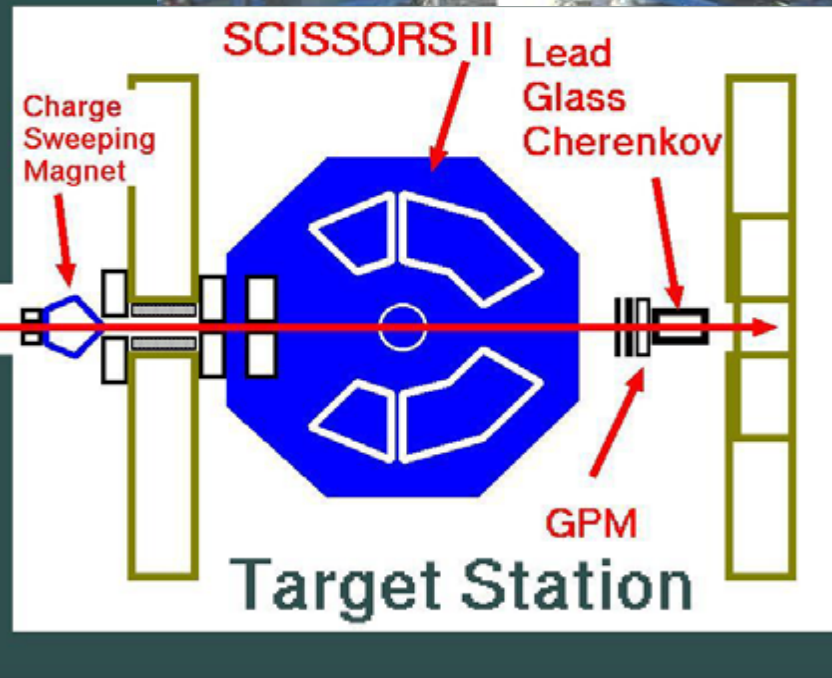 SCISSORS II
Lead
Glass
Cherenkov
Charge
Sweeping
Magnet
GPM
Target Station